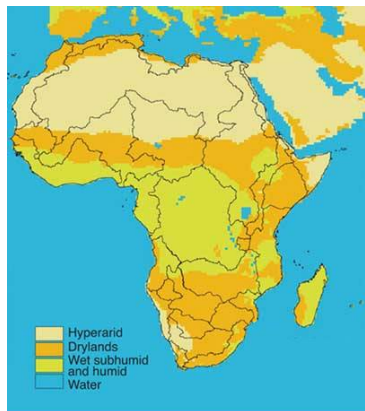 Hyperarid
Drylands
Wet subhumid
and humid
Water